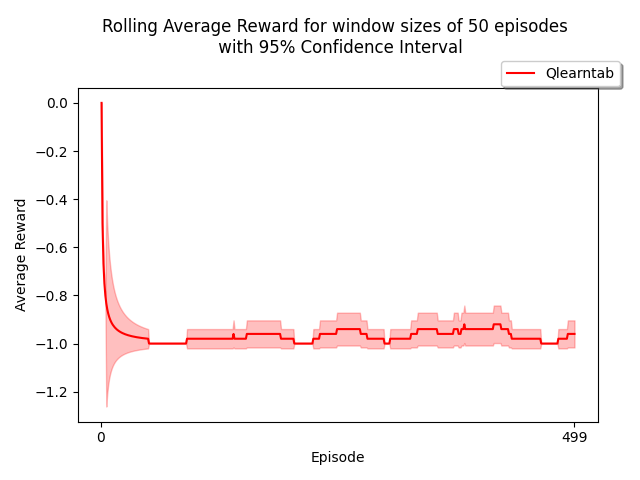 Rolling Average Reward for window sizes of 50 episodes
with 95% Confidence Interval
Qlearntab
0.0
−0.2
−0.4
−0.6
−0.8
−1.0
−1.2
Average Reward
0
499
Episode